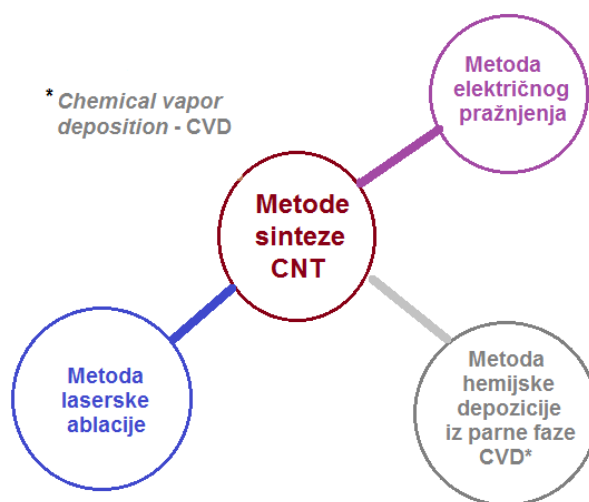 Metoda
električnog
pražnjenja
* Chemical vapor
deposition - CVD
Metode
sinteze
CNT
Metoda
laserske
ablacije
Metoda
hemijske
depozicije
iz parne faze
CVD*